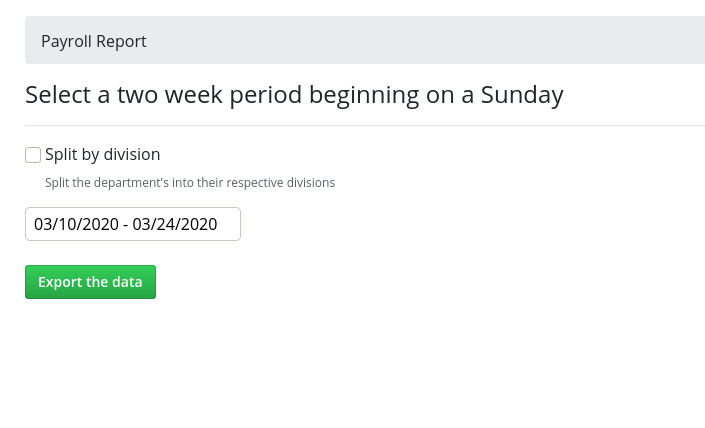 Payroll Report
Select a two week period beginning on a Sunday
Split by division
Split the department's into their respective divisions
03/10/2020 - 03/24/2020
Export the data